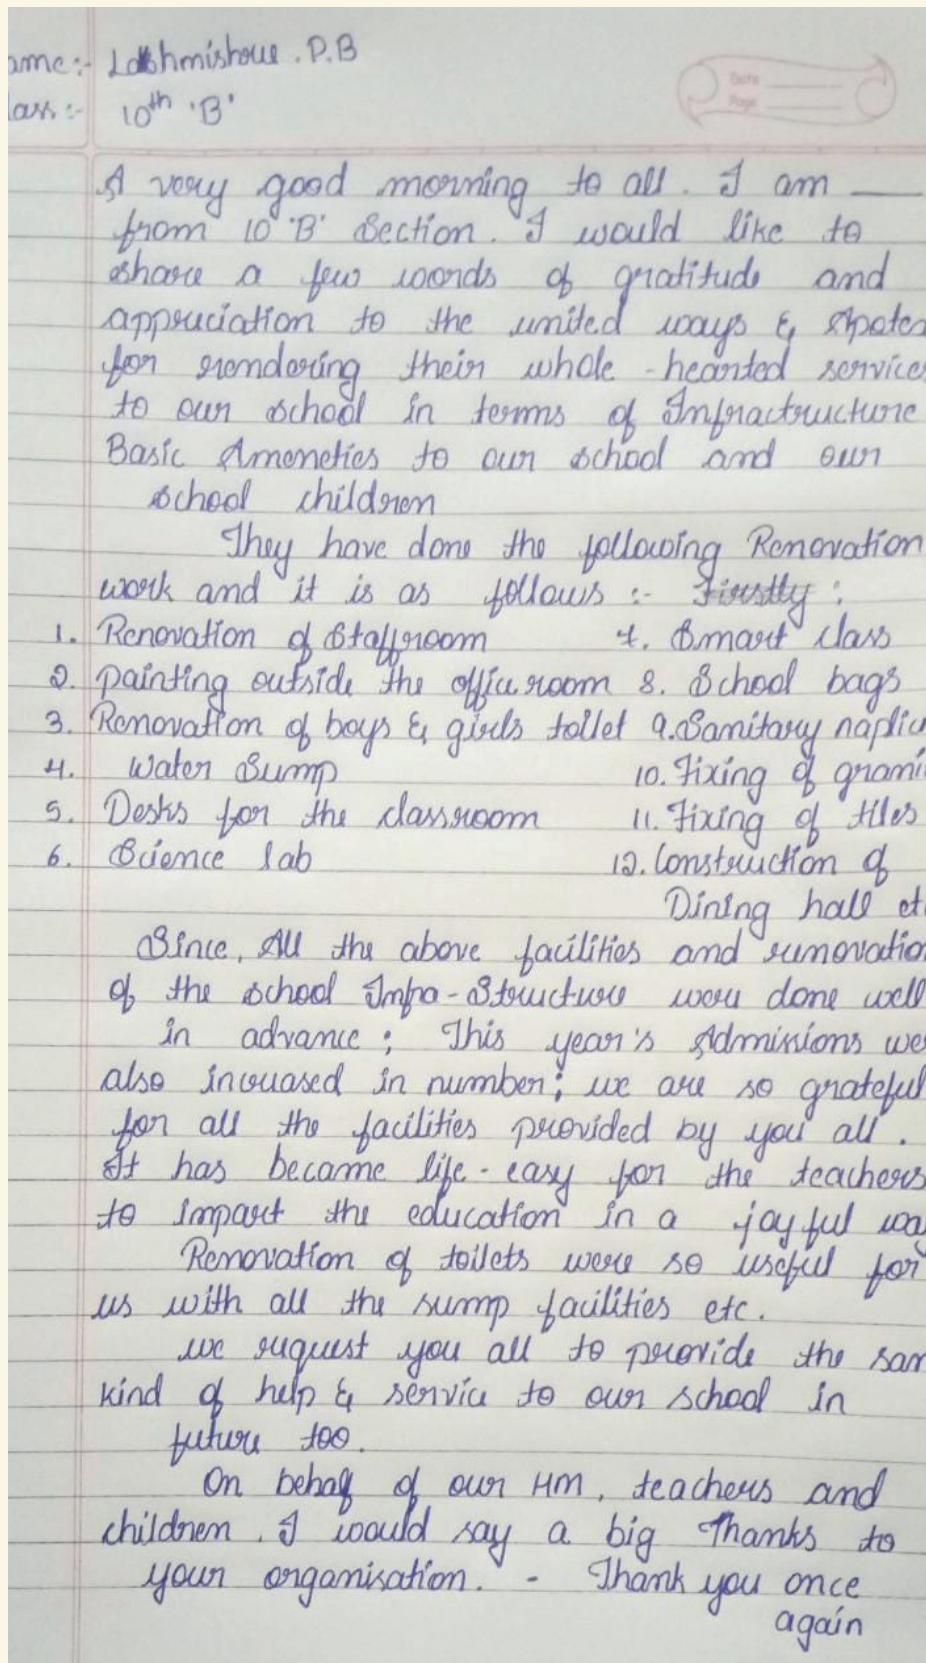 ame:- Lakshmishree . P.B
lass :- 10th 'B'
Date
Page
A very good morning to all. I am ___
from 10 'B' Section. I would like to
share a few words of gratitude and
appreciation to the united ways &
for rendering their whole-hearted service
to our school in terms of Infractructure
Basic Ameneties to our school and our
school children
They have done the following Renovation
work and it is as follows :- Firstly :
1. Renovation of Staffroom 7. Smart class
2. painting outside the office room 8. School bags
3. Renovation of boys & girls toilet 9. Sanitary napkin
4. Water Sump 10. Fixing of grani
5. Desks for the classroom 11. Fixing of tiles
6. Science lab 12. Construction of
Dining hall et
Since, All the above facilities and renovatio
of the school Infra-Structure were done well
in advance ; This year's Admissions we
also increased in number ; we are so grateful
for all the facilities provided by you all .
It has became life-easy for the teachers
to impart the education in a joyful wa
Renovation of toilets were so useful for
us with all the sump facilities etc.
we request you all to provide the sam
kind of help & service to our school in
future too.
On behalf of our HM, teachers and
children, I would say a big Thanks to
your organisation. - Thank you once
again